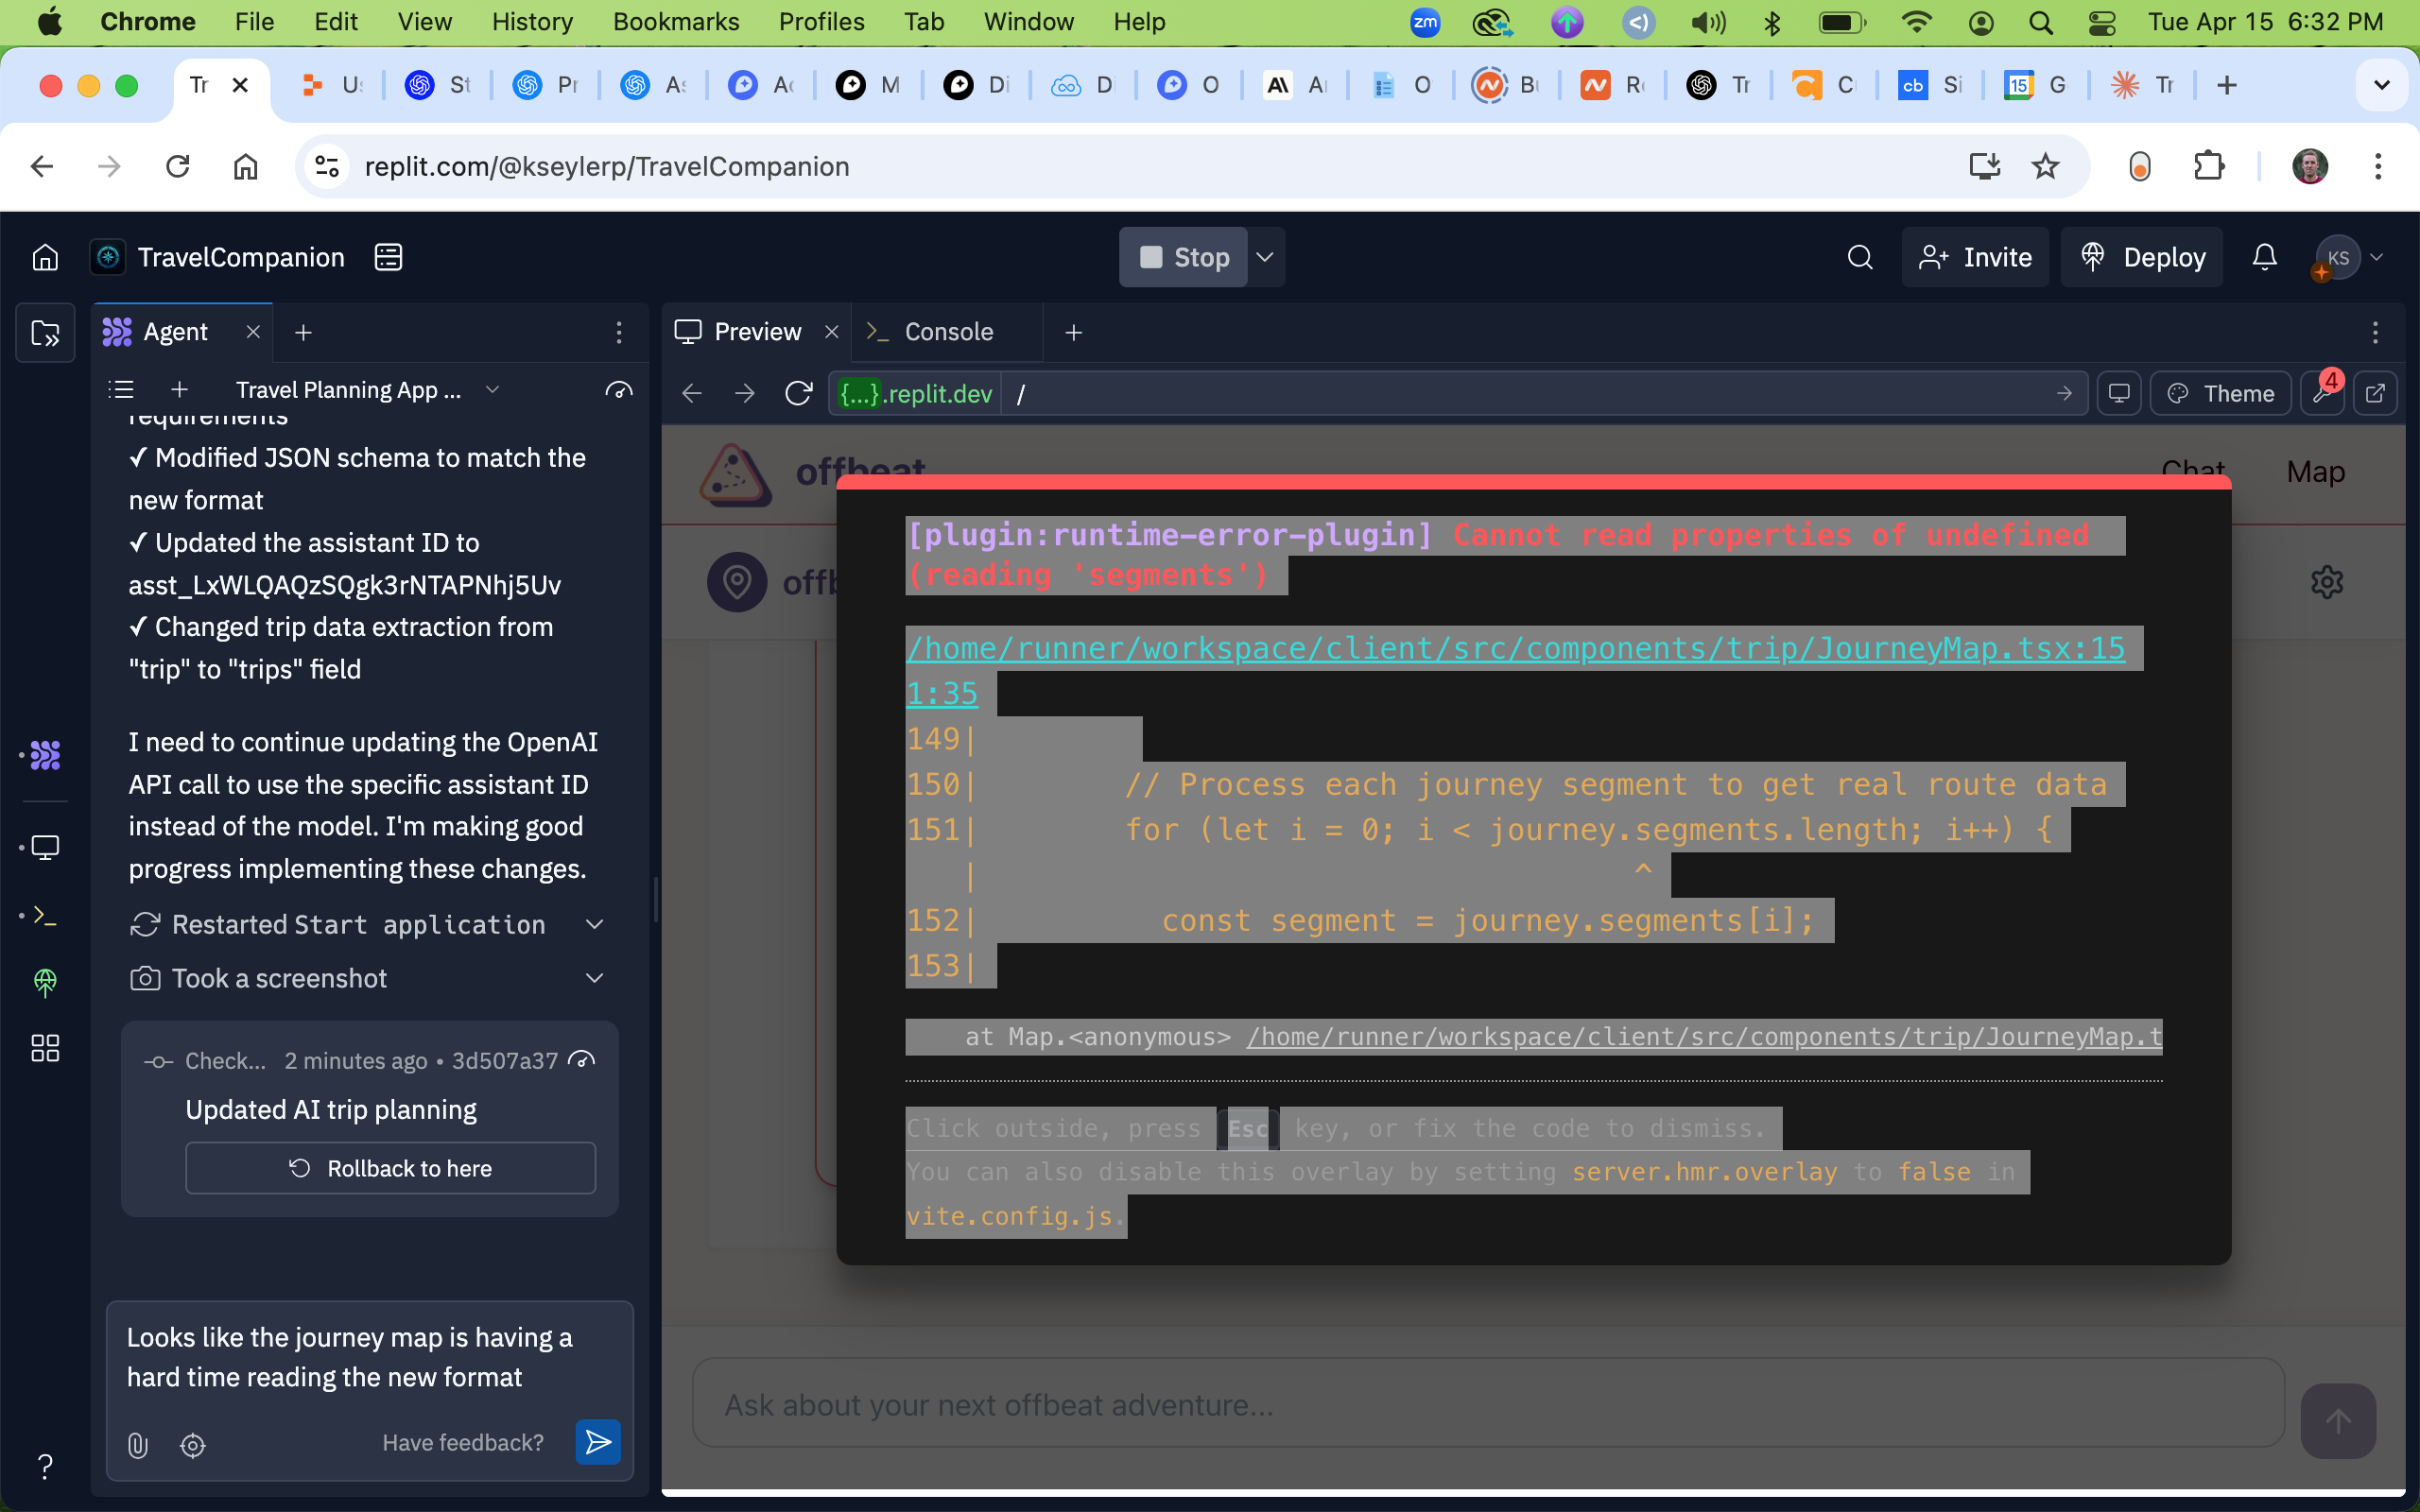 Chrome File Edit View History Bookmarks Profiles Tab Window Help zm Tue Apr 15 6:32 PM
Tr U St Pr As Ac M Di D O A\ Ar O B Re Tr C cb Si 15 G Tr
replit.com/@kseylerp/TravelCompanion
TravelCompanion Stop Invite Deploy KS
Agent Preview Console
Travel Planning App ... {...}.replit.dev / Theme 4
requirements
✓ Modified JSON schema to match the
new format
✓ Updated the assistant ID to
asst_LxWLQAQzSQgk3rNTAPNhj5Uv
✓ Changed trip data extraction from
"trip" to "trips" field
I need to continue updating the OpenAI
API call to use the specific assistant ID
instead of the model. I'm making good
progress implementing these changes.
Restarted Start application
Took a screenshot
Check... 2 minutes ago • 3d507a37
Updated AI trip planning
Rollback to here
Looks like the journey map is having a
hard time reading the new format
Have feedback?
?
offbeat Chat Map
offb
[plugin:runtime-error-plugin] Cannot read properties of undefined
(reading 'segments')
/home/runner/workspace/client/src/components/trip/JourneyMap.tsx:15
1:35
149|
150| // Process each journey segment to get real route data
151| for (let i = 0; i < journey.segments.length; i++) {
| ^
152| const segment = journey.segments[i];
153|
at Map.<anonymous> /home/runner/workspace/client/src/components/trip/JourneyMap.t
Click outside, press Esc key, or fix the code to dismiss.
You can also disable this overlay by setting server.hmr.overlay to false in
vite.config.js.
Ask about your next offbeat adventure...